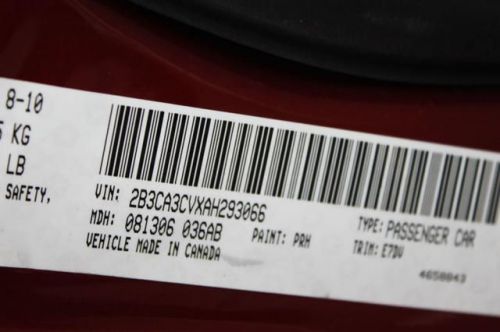 8-10
KG
LB
SAFETY,
VIN: 2B3CA3CVXAH293066
TYPE: PASSENGER CAR
MDH: 081306 036AB PAINT: PRH TRIM: E7DV
VEHICLE MADE IN CANADA
4658843